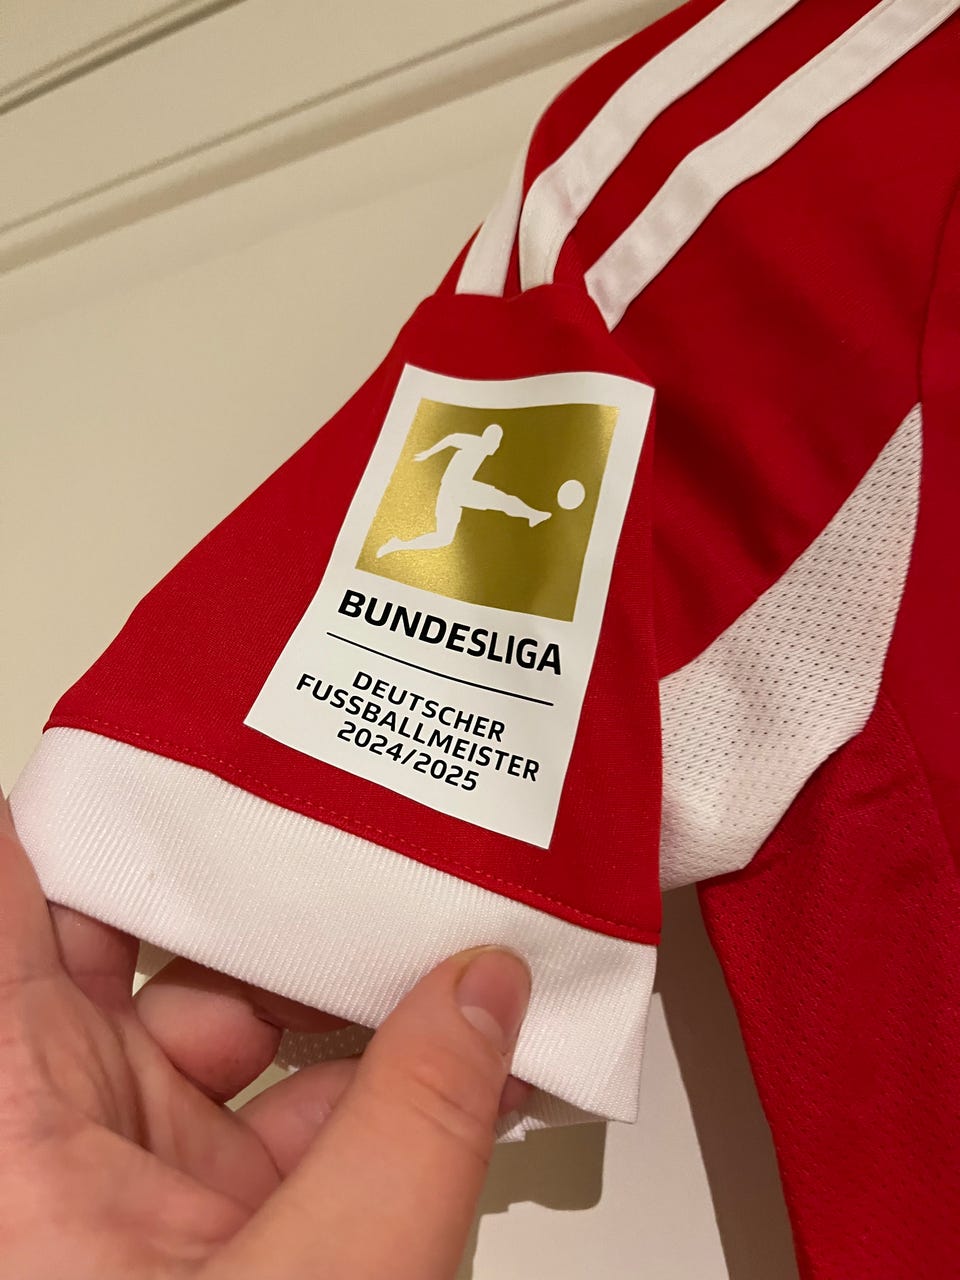 BUNDESLIGA
DEUTSCHER
FUSSBALLMEISTER
2024/2025